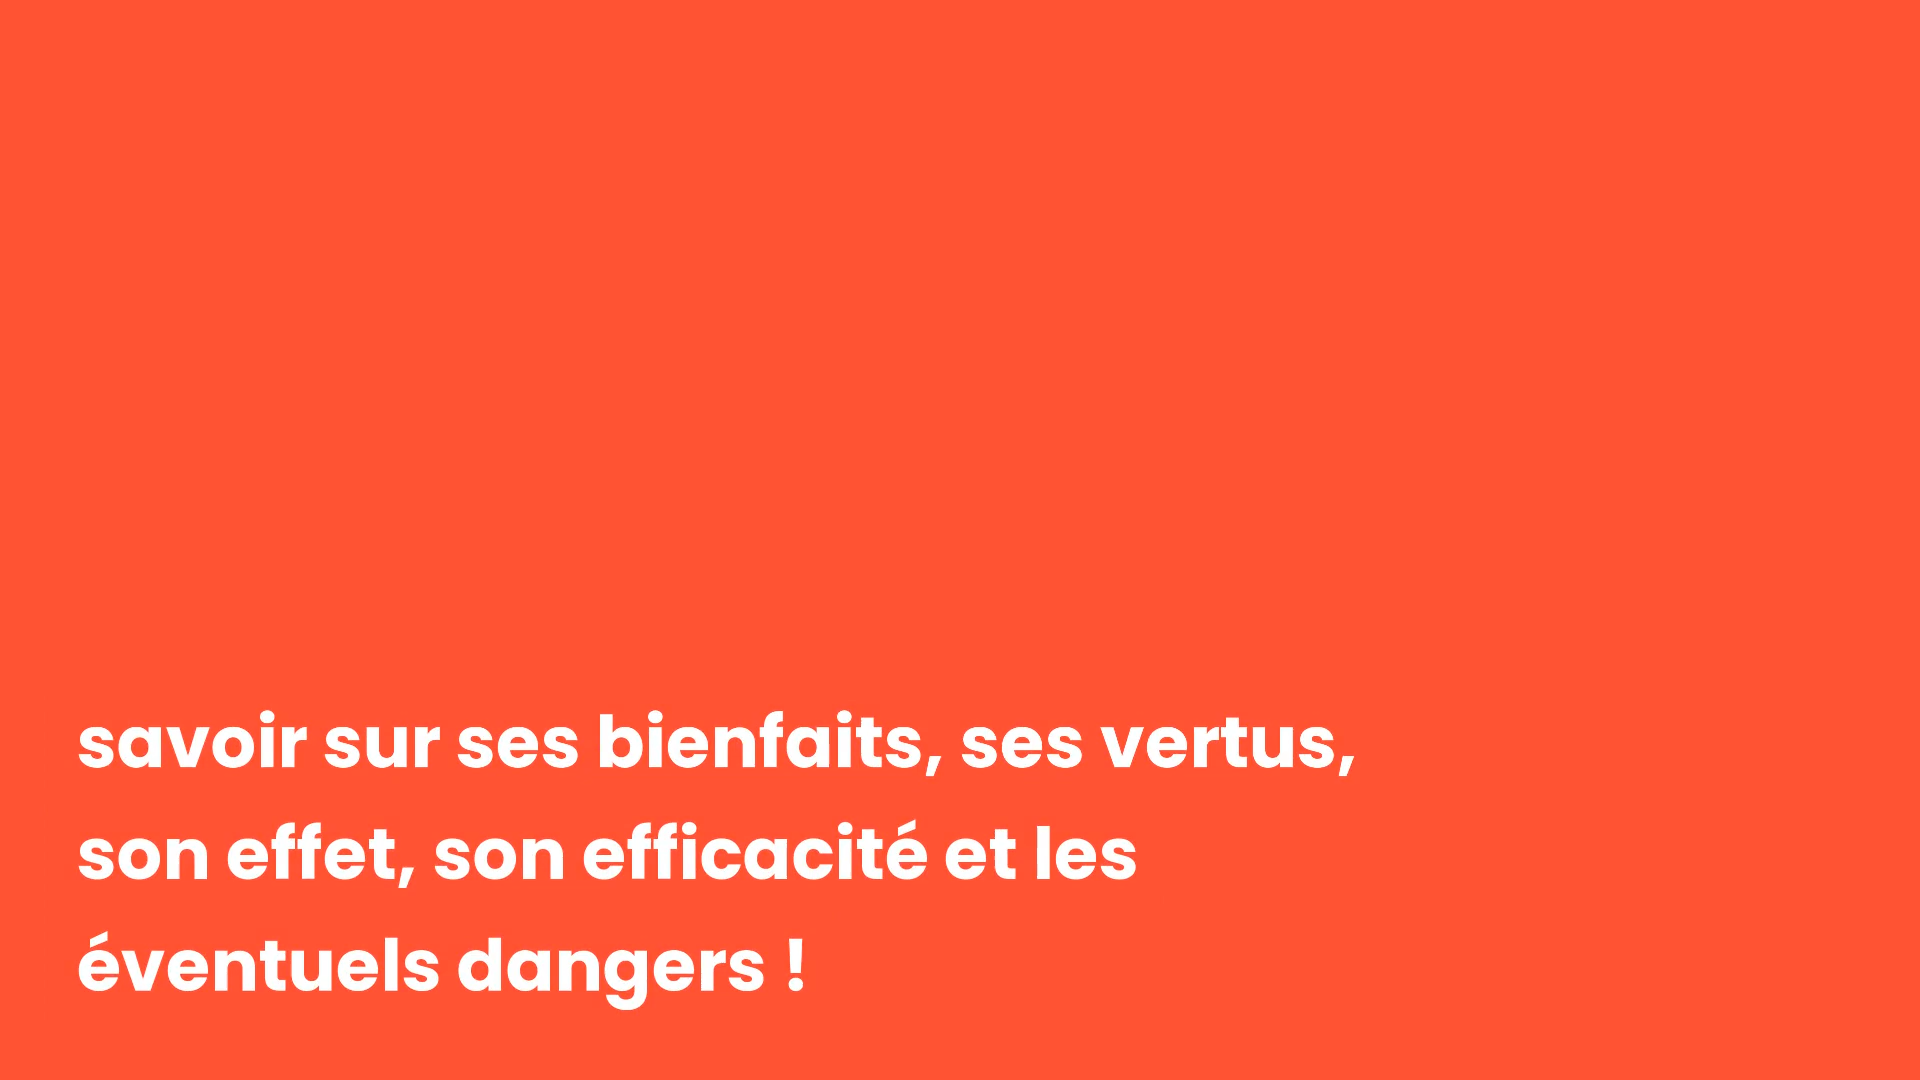 savoir sur ses bienfaits, ses vertus,
son effet, son efficacité et les
éventuels dangers !